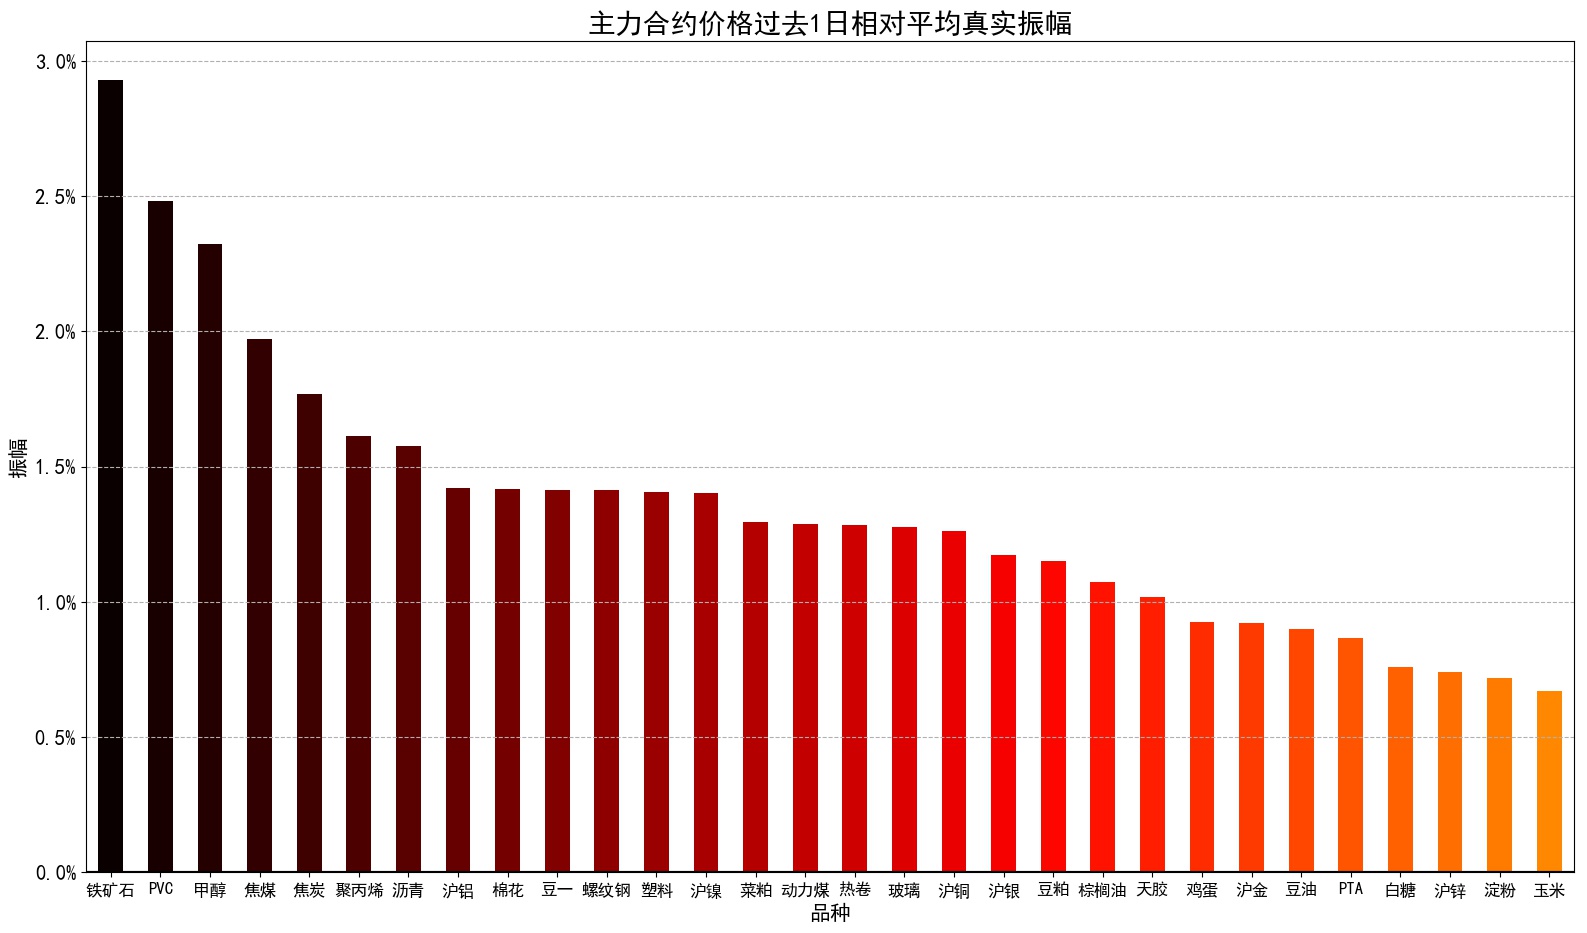 主力合约价格过去1日相对平均真实振幅
3.0%
2.5%
2.0%
1.5%
1.0%
0.5%
0.0%
振幅
铁矿石 PVC 甲醇 焦煤 焦炭 聚丙烯 沥青 沪铝 棉花 豆一 螺纹钢 塑料 沪镍 菜粕 动力煤 热卷 玻璃 沪铜 沪银 豆粕 棕榈油 天胶 鸡蛋 沪金 豆油 PTA 白糖 沪锌 淀粉 玉米
品种